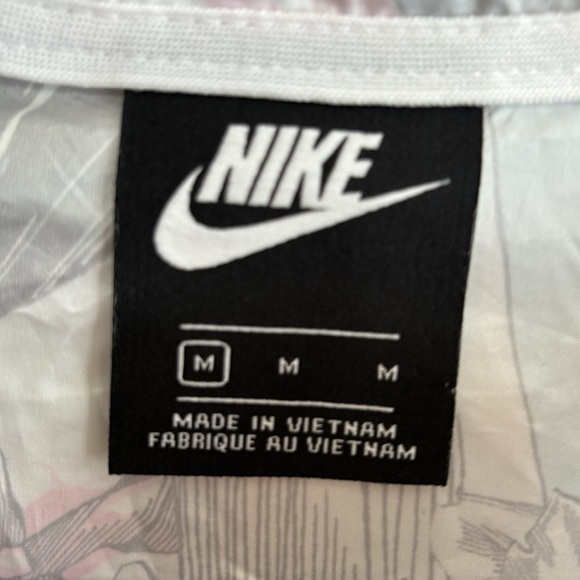 NIKE
M M M
MADE IN VIETNAM
FABRIQUE AU VIETNAM